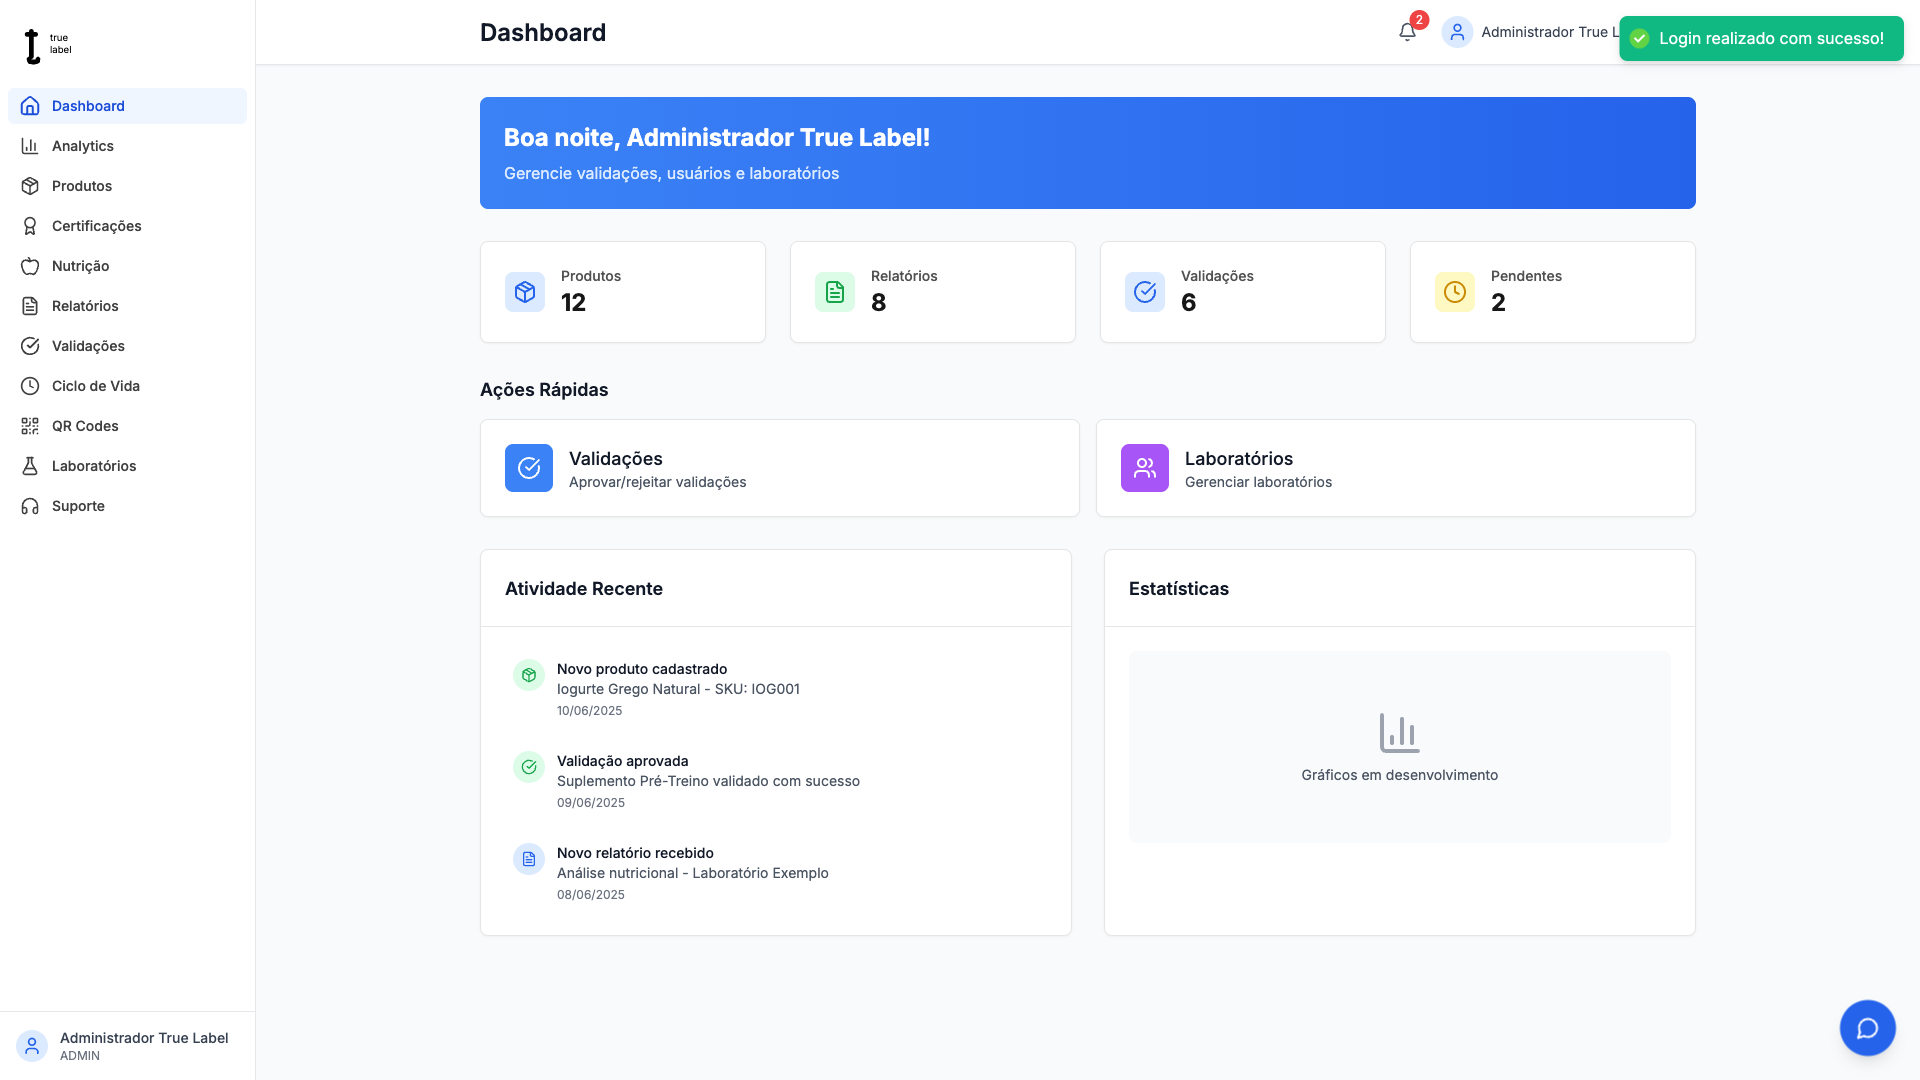 true
label
Dashboard
Analytics
Produtos
Certificações
Nutrição
Relatórios
Validações
Ciclo de Vida
QR Codes
Laboratórios
Suporte
Administrador True Label
ADMIN
Dashboard
2
Administrador True L
Login realizado com sucesso!
Boa noite, Administrador True Label!
Gerencie validações, usuários e laboratórios
Produtos
12
Relatórios
8
Validações
6
Pendentes
2
Ações Rápidas
Validações
Aprovar/rejeitar validações
Laboratórios
Gerenciar laboratórios
Atividade Recente
Novo produto cadastrado
Iogurte Grego Natural - SKU: IOG001
10/06/2025
Validação aprovada
Suplemento Pré-Treino validado com sucesso
09/06/2025
Novo relatório recebido
Análise nutricional - Laboratório Exemplo
08/06/2025
Estatísticas
Gráficos em desenvolvimento